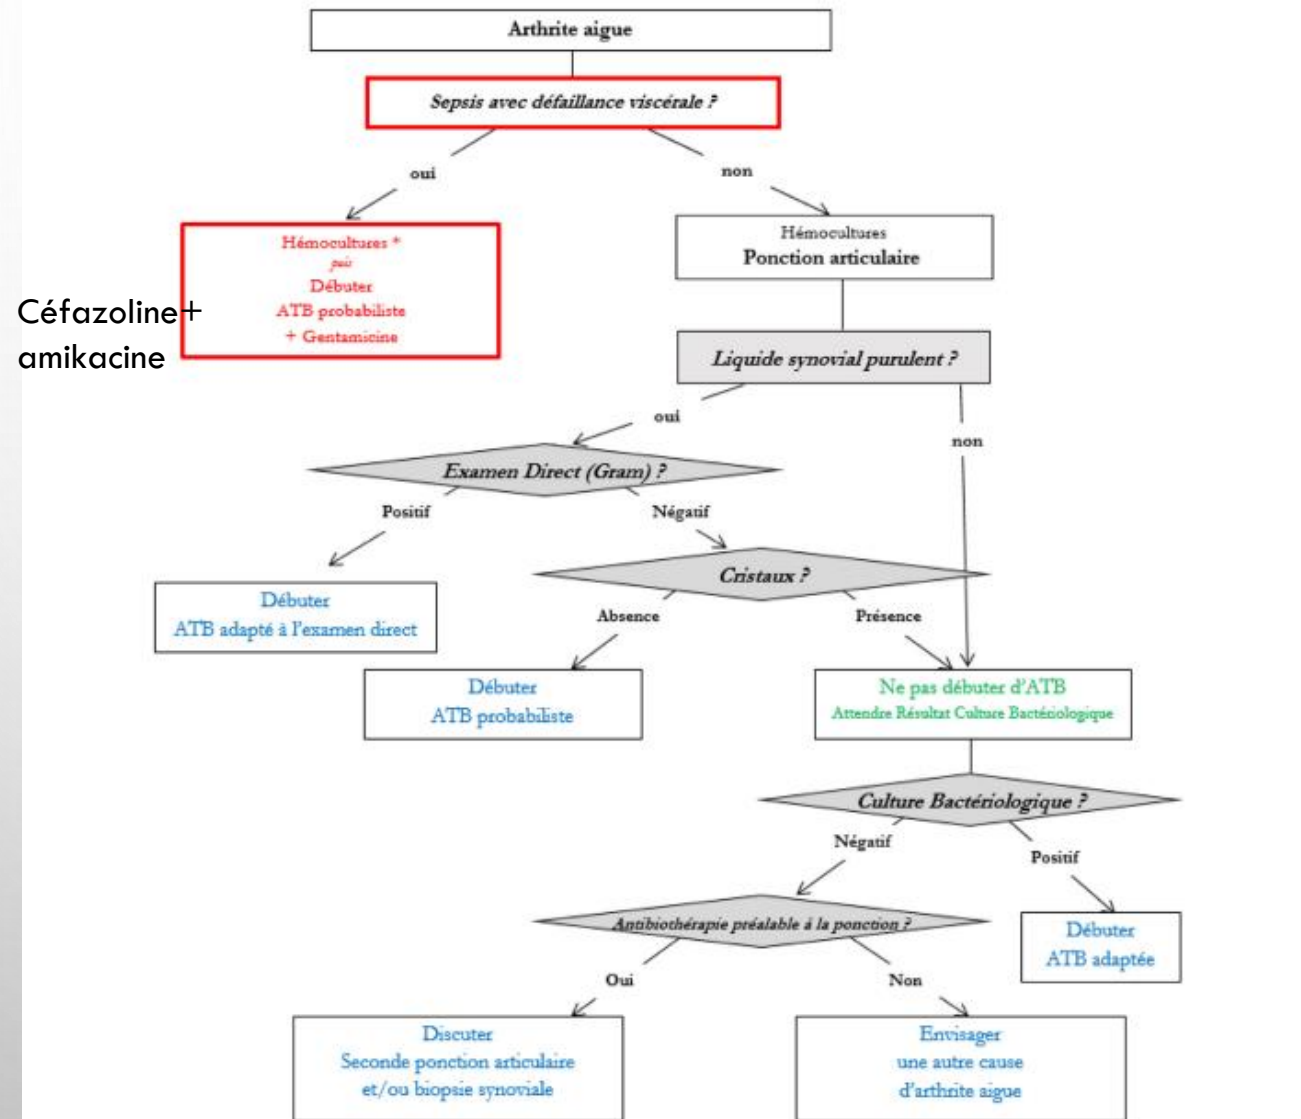 Arthrite aigue
Sepsis avec défaillance viscérale ?
oui
non
Hémocultures *
puis
Débuter
ATB probabiliste
+ Gentamicine
Céfazoline+
amikacine
Hémocultures
Ponction articulaire
Liquide synovial purulent ?
oui
non
Examen Direct (Gram) ?
Positif
Négatif
Cristaux ?
Débuter
ATB adapté à l'examen direct
Absence
Présence
Débuter
ATB probabiliste
Ne pas débuter d'ATB
Attendre Résultat Culture Bactériologique
Culture Bactériologique ?
Négatif
Positif
Antibiothérapie préalable á la ponction ?
Débuter
ATB adaptée
Oui
Non
Discuter
Seconde ponction articulaire
et/ou biopsie synoviale
Envisager
une autre cause
d'arthrite aigue